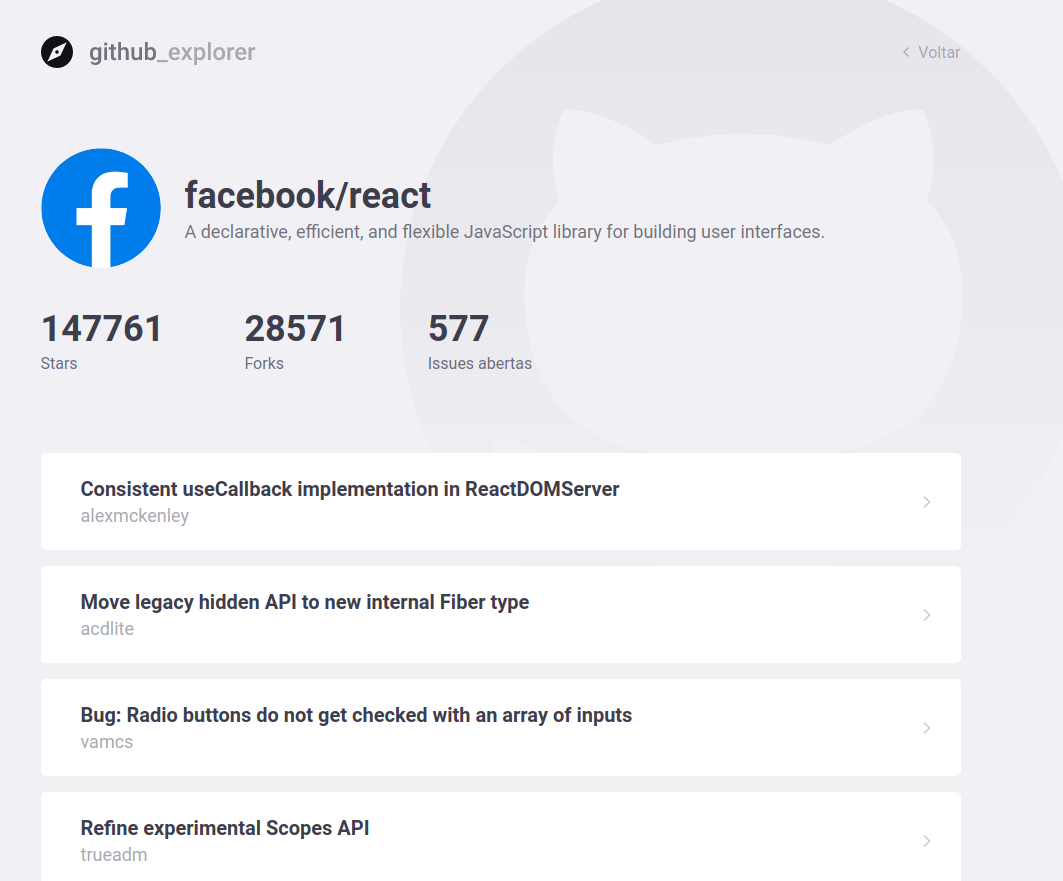 github_explorer
Voltar
facebook/react
A declarative, efficient, and flexible JavaScript library for building user interfaces.
147761
Stars
28571
Forks
577
Issues abertas
Consistent useCallback implementation in ReactDOMServer
alexmckenley
Move legacy hidden API to new internal Fiber type
acdlite
Bug: Radio buttons do not get checked with an array of inputs
vamcs
Refine experimental Scopes API
trueadm